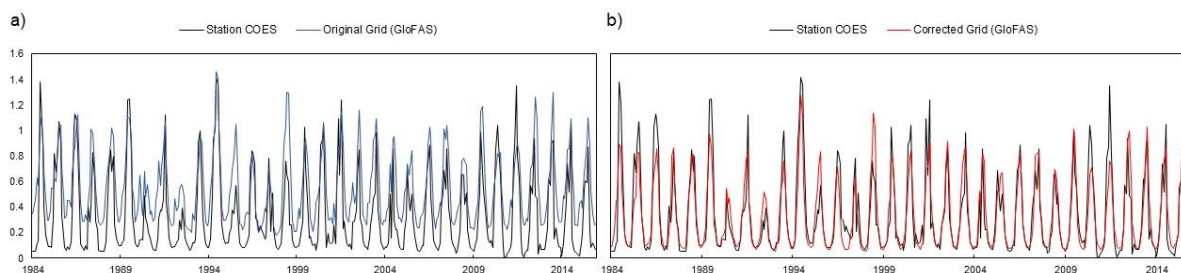 a)
Station COES Original Grid (GloFAS)
1.6
1.4
1.2
1
0.8
0.6
0.4
0.2
0
1984 1989 1994 1999 2004 2009 2014
b)
Station COES Corrected Grid (GloFAS)
1984 1989 1994 1999 2004 2009 2014